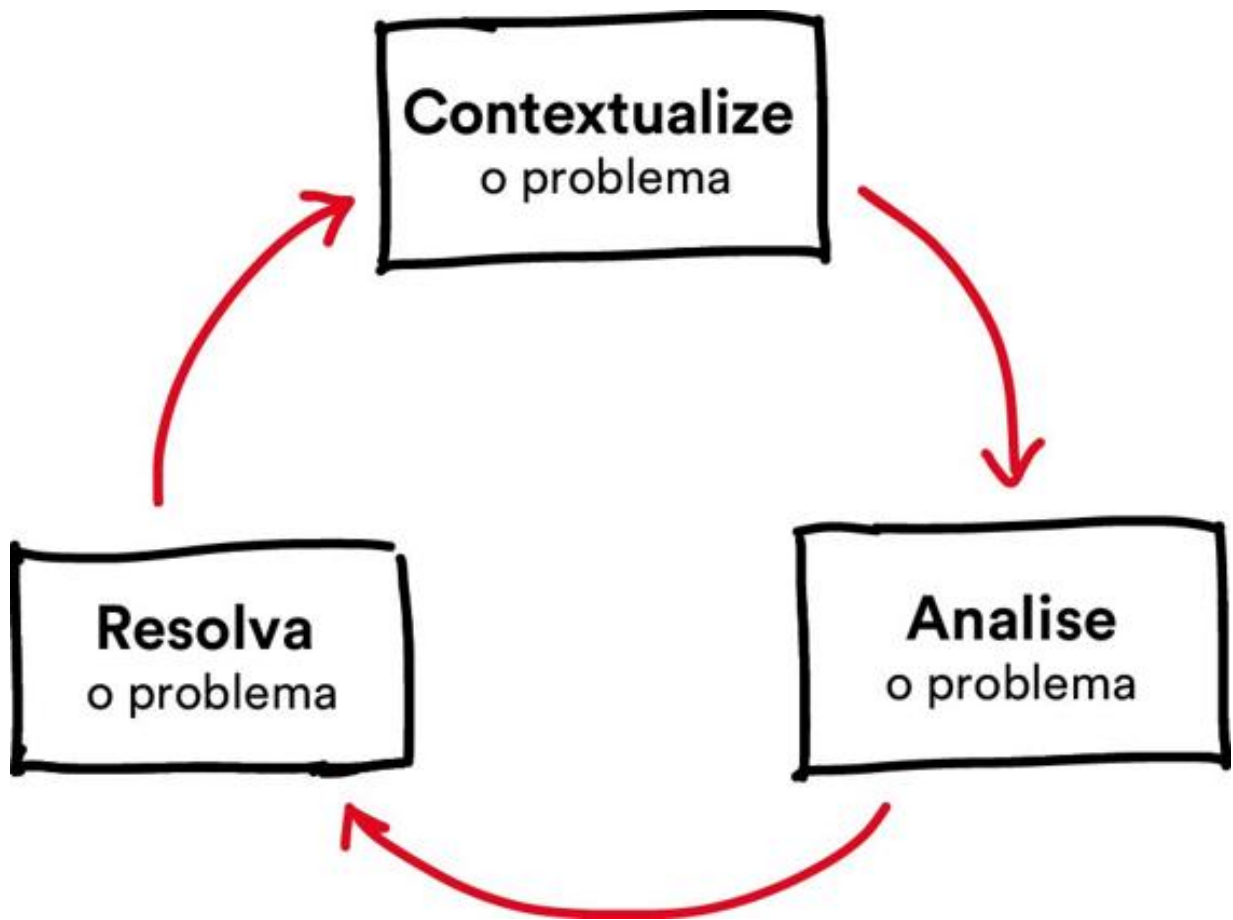 Contextualize
o problema
Analise
o problema
Resolva
o problema